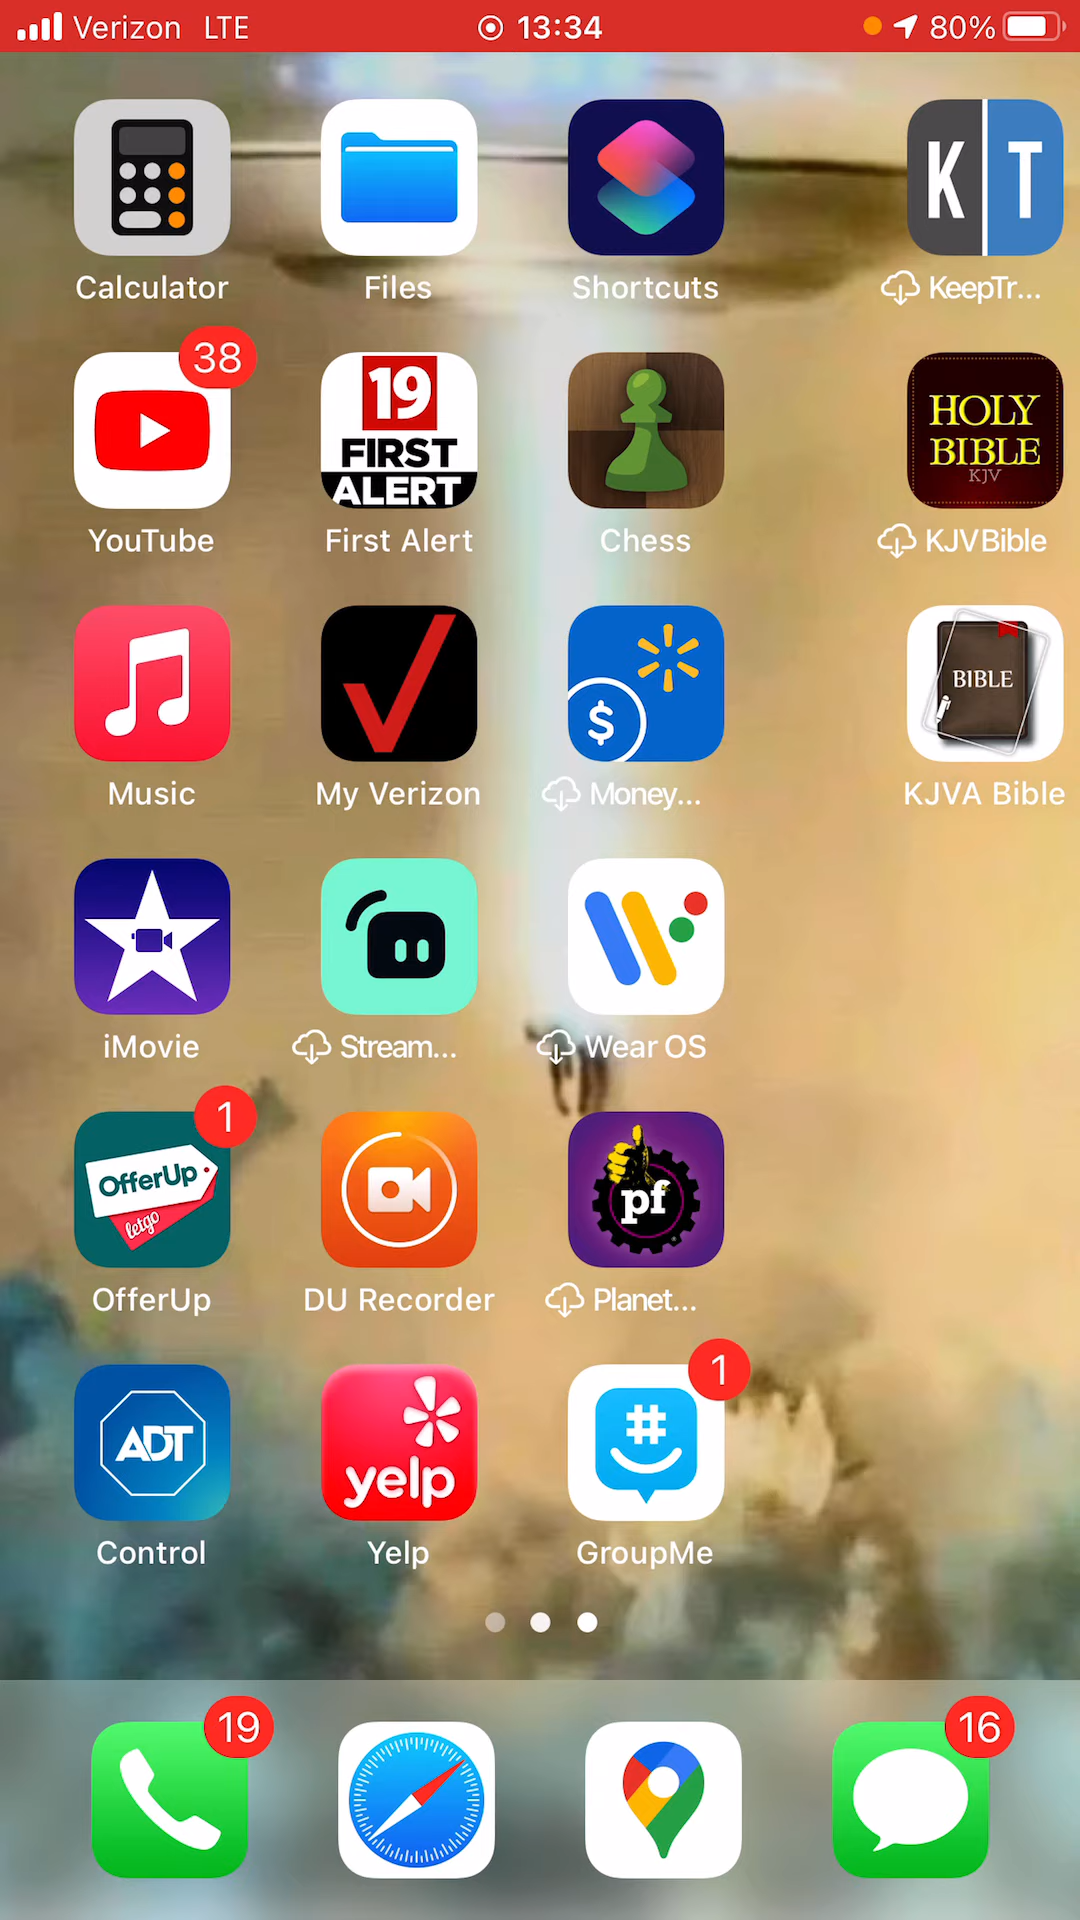 Verizon LTE 13:34 80%
K T
Calculator Files Shortcuts KeepTr...
38
19
FIRST
ALERT
HOLY
BIBLE
KJV
YouTube First Alert Chess KJVBible
$
BIBLE
Music My Verizon Money... KJVA Bible
iMovie Stream... Wear OS
1
OfferUp
letgo
pf
OfferUp DU Recorder Planet...
1
ADT
yelp
#
Control Yelp GroupMe
19 16